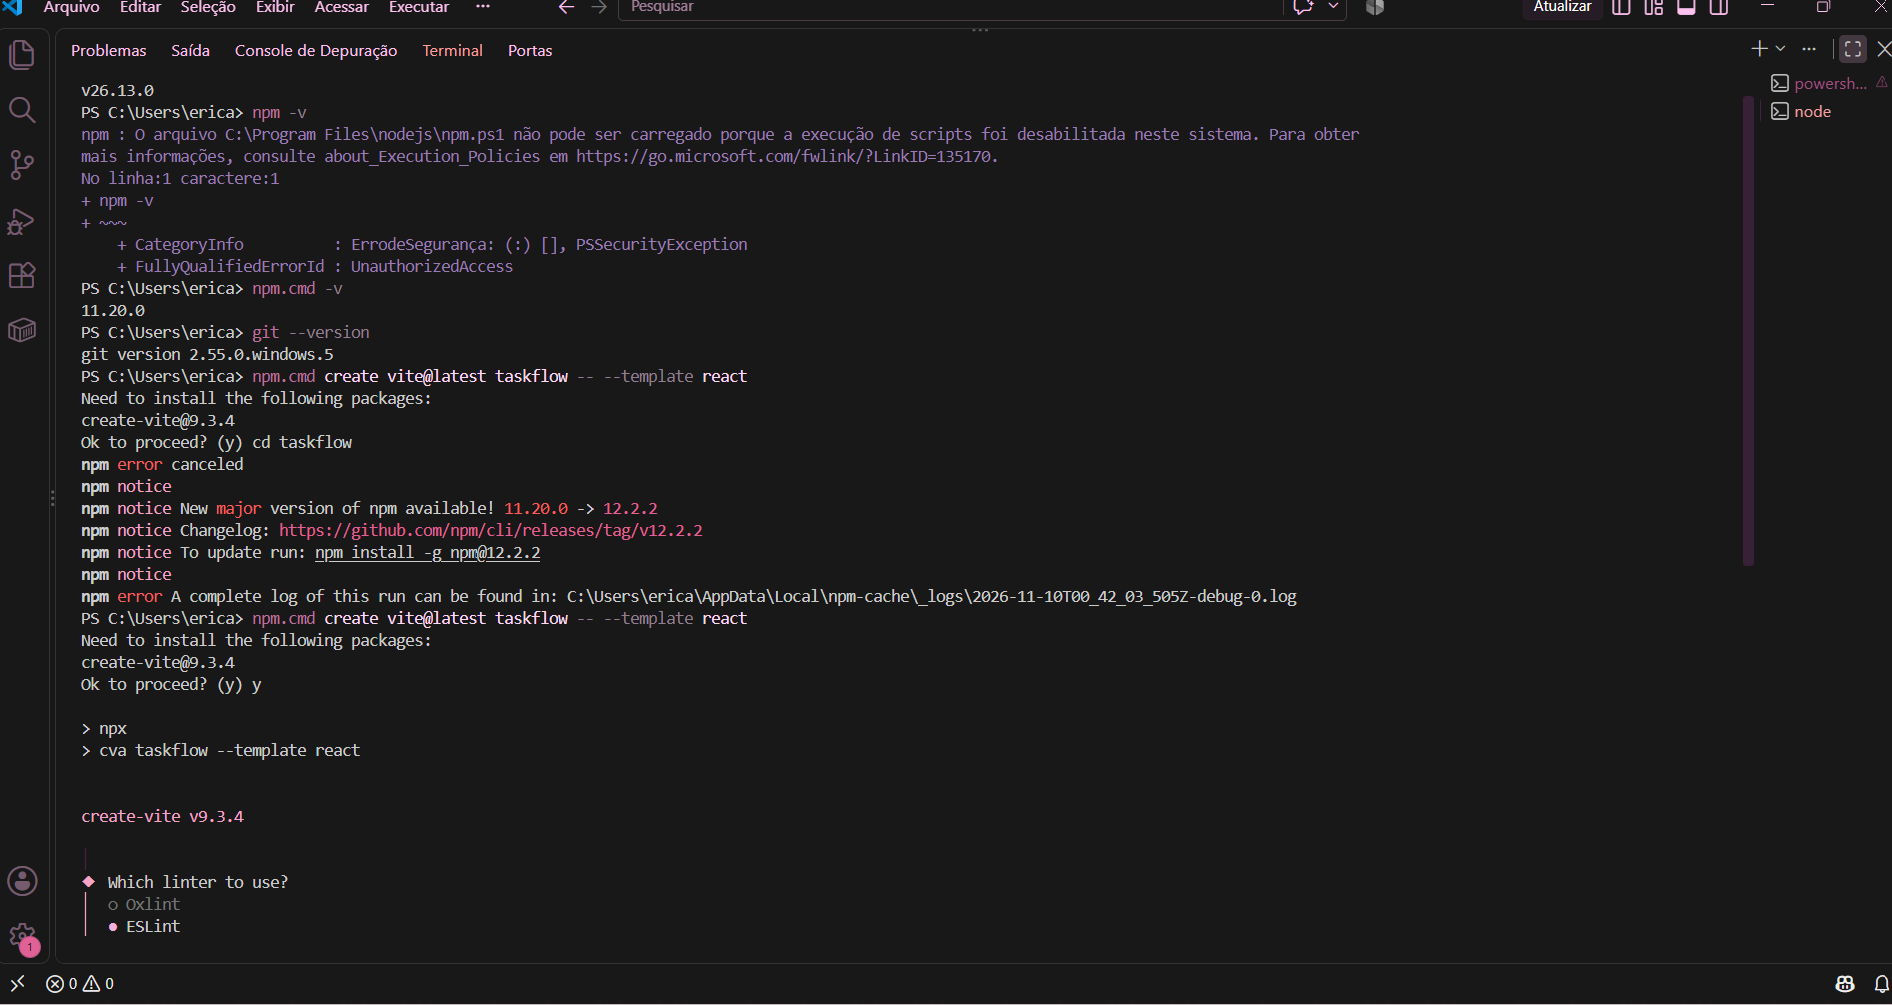 Arquivo Editar Seleção Exibir Acessar Executar ··· Pesquisar Atualizar
Problemas Saída Console de Depuração Terminal Portas
powersh...
node
v26.13.0
PS C:\Users\erica> npm -v
npm : O arquivo C:\Program Files\nodejs\npm.ps1 não pode ser carregado porque a execução de scripts foi desabilitada neste sistema. Para obter
mais informações, consulte about_Execution_Policies em https://go.microsoft.com/fwlink/?LinkID=135170.
No linha:1 caractere:1
+ npm -v
+ ~~~
    + CategoryInfo          : ErrodeSegurança: (:) [], PSSecurityException
    + FullyQualifiedErrorId : UnauthorizedAccess
PS C:\Users\erica> npm.cmd -v
11.20.0
PS C:\Users\erica> git --version
git version 2.55.0.windows.5
PS C:\Users\erica> npm.cmd create vite@latest taskflow -- --template react
Need to install the following packages:
create-vite@9.3.4
Ok to proceed? (y) cd taskflow
npm error canceled
npm notice
npm notice New major version of npm available! 11.20.0 -> 12.2.2
npm notice Changelog: https://github.com/npm/cli/releases/tag/v12.2.2
npm notice To update run: npm install -g npm@12.2.2
npm notice
npm error A complete log of this run can be found in: C:\Users\erica\AppData\Local\npm-cache\_logs\2026-11-10T00_42_03_505Z-debug-0.log
PS C:\Users\erica> npm.cmd create vite@latest taskflow -- --template react
Need to install the following packages:
create-vite@9.3.4
Ok to proceed? (y) y
> npx
> cva taskflow --template react
create-vite v9.3.4
◆ Which linter to use?
○ Oxlint
● ESLint
1
0 0